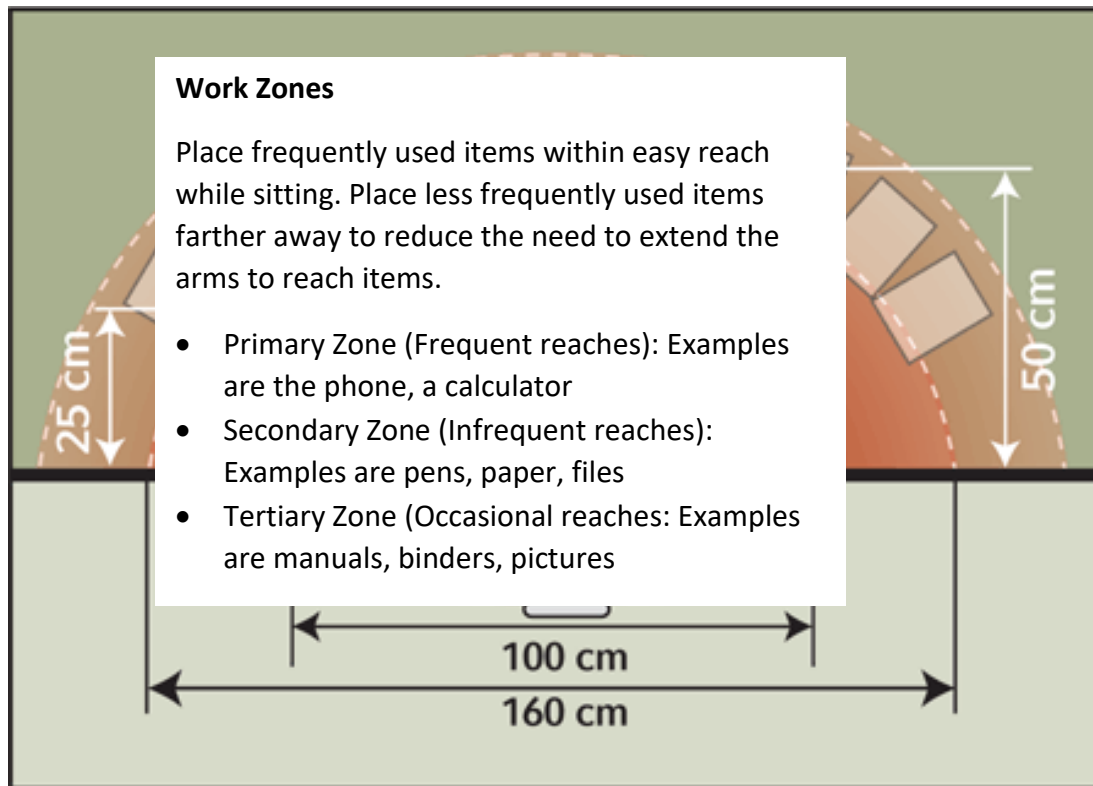 Work Zones
Place frequently used items within easy reach
while sitting. Place less frequently used items
farther away to reduce the need to extend the
arms to reach items.
• Primary Zone (Frequent reaches): Examples
are the phone, a calculator
• Secondary Zone (Infrequent reaches):
Examples are pens, paper, files
• Tertiary Zone (Occasional reaches: Examples
are manuals, binders, pictures
25 cm
50 cm
100 cm
160 cm